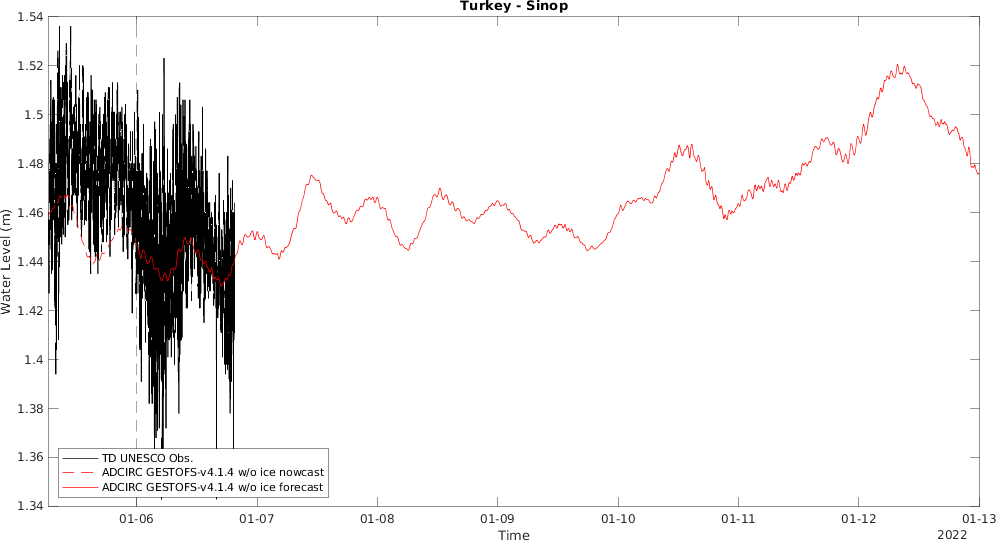 Turkey - Sinop
1.54
1.52
1.5
1.48
1.46
1.44
1.42
1.4
1.38
1.36
1.34
Water Level (m)
TD UNESCO Obs.
ADCIRC GESTOFS-v4.1.4 w/o ice nowcast
ADCIRC GESTOFS-v4.1.4 w/o ice forecast
01-06 01-07 01-08 01-09 01-10 01-11 01-12 01-13
Time
2022